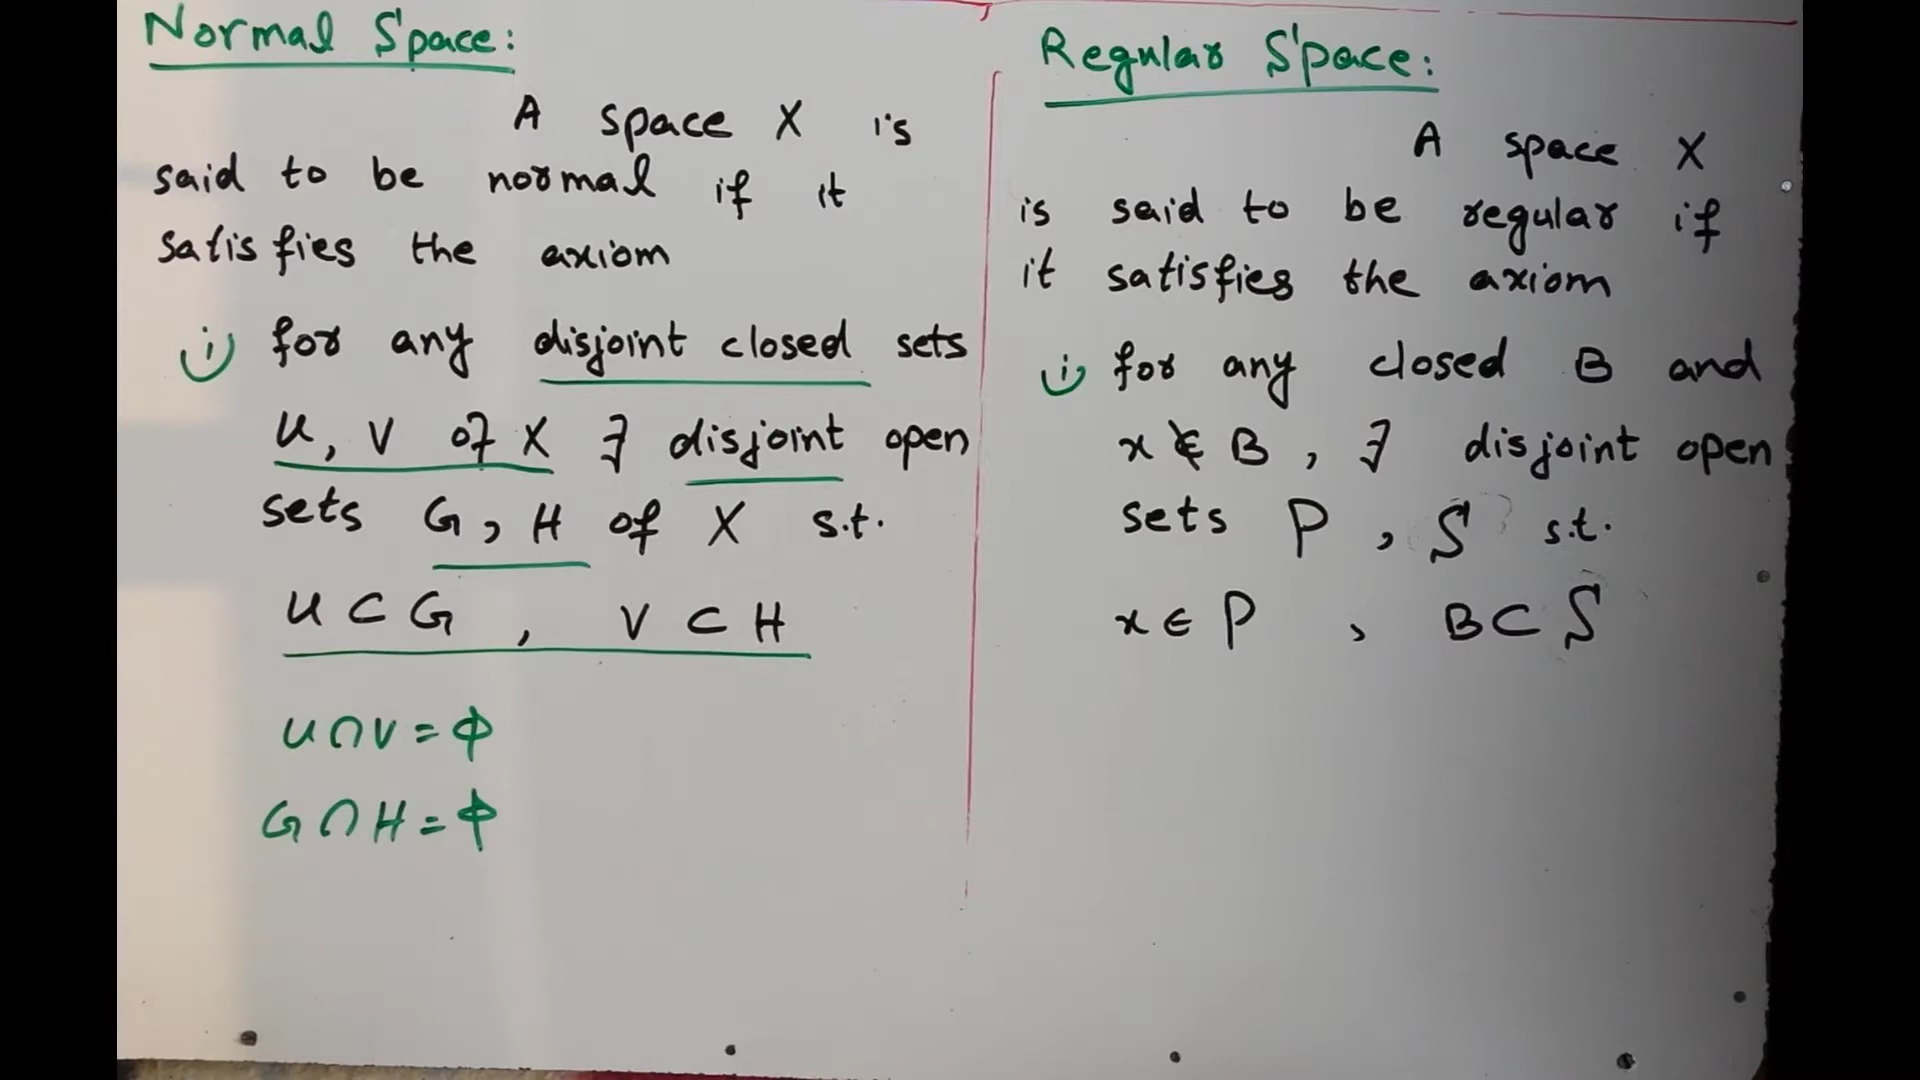 Normal Space:
A space X is
said to be normal if it
satisfies the axiom
i) for any disjoint closed sets
U, V of X ∃ disjoint open
sets G, H of X s.t.
U ⊂ G , V ⊂ H
U ∩ V = ϕ
G ∩ H = ϕ
Regular Space:
A space X
is said to be regular if
it satisfies the axiom
i) for any closed B and
x ∉ B , ∃ disjoint open
sets P , S s.t.
x ∈ P , B ⊂ S